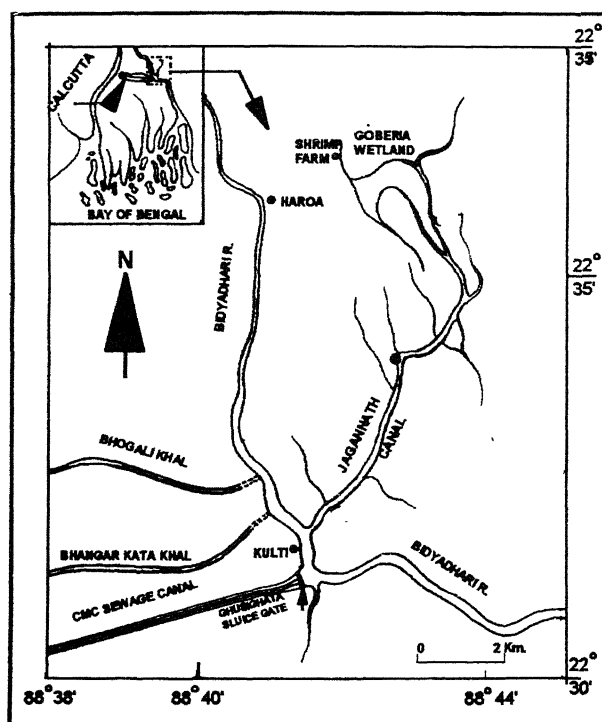 22°
35'
CALCUTTA
BAY OF BENGAL
SHRIMP
FARM
GOBERIA
WETLAND
HAROA
N
BIDYADHARI R.
22°
35'
JAGANNATH
CANAL
BHOGALI KHAL
BHANGAR KATA KHAL
KULTI
BIDYADHARI R.
CMC SEWAGE CANAL
GHUSIGHATA
SLUICE GATE
0 2 Km.
22°
30'
88°38' 88°40' 88°44'